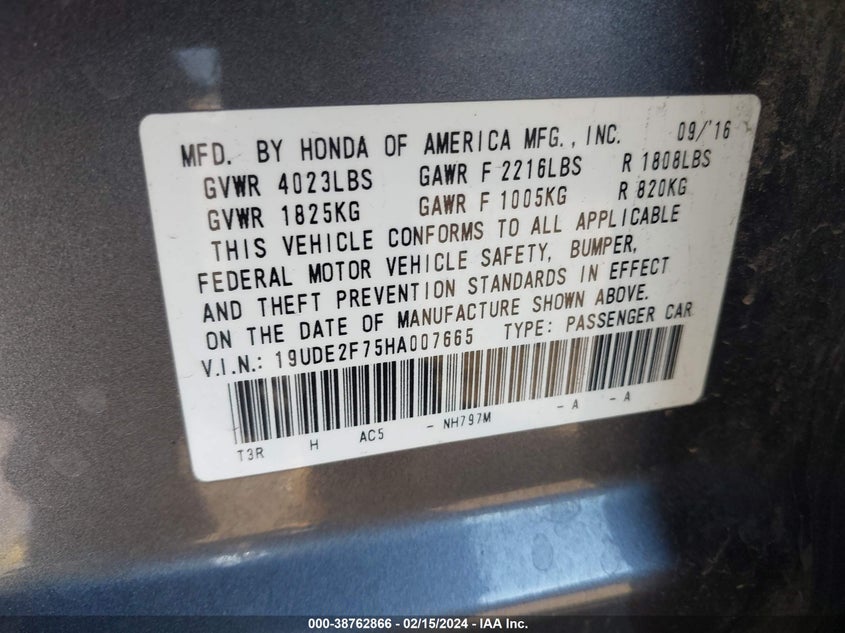 MFD. BY HONDA OF AMERICA MFG., INC. 09/'16
GVWR 4023LBS GAWR F 2216LBS R 1808LBS
GVWR 1825KG GAWR F 1005KG R 820KG
THIS VEHICLE CONFORMS TO ALL APPLICABLE
FEDERAL MOTOR VEHICLE SAFETY, BUMPER,
AND THEFT PREVENTION STANDARDS IN EFFECT
ON THE DATE OF MANUFACTURE SHOWN ABOVE.
V.I.N.: 19UDE2F75HA007665 TYPE: PASSENGER CAR
T3R H AC5 - NH797M - A - A
000-38762866 - 02/15/2024 - IAA Inc.